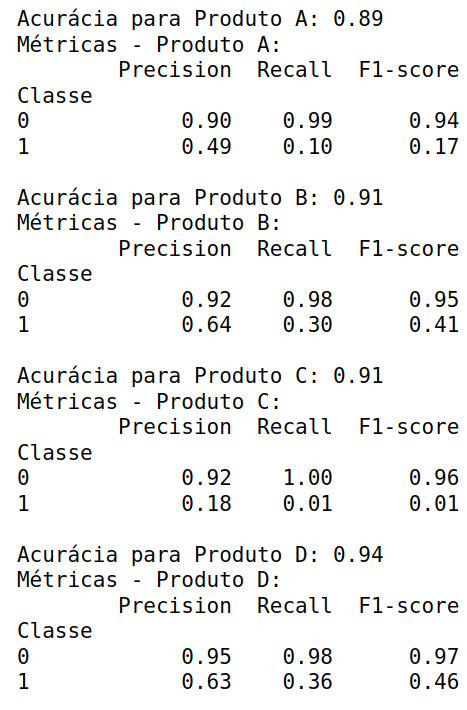 Acurácia para Produto A: 0.89
Métricas - Produto A:
        Precision  Recall  F1-score
Classe
0            0.90    0.99      0.94
1            0.49    0.10      0.17

Acurácia para Produto B: 0.91
Métricas - Produto B:
        Precision  Recall  F1-score
Classe
0            0.92    0.98      0.95
1            0.64    0.30      0.41

Acurácia para Produto C: 0.91
Métricas - Produto C:
        Precision  Recall  F1-score
Classe
0            0.92    1.00      0.96
1            0.18    0.01      0.01

Acurácia para Produto D: 0.94
Métricas - Produto D:
        Precision  Recall  F1-score
Classe
0            0.95    0.98      0.97
1            0.63    0.36      0.46